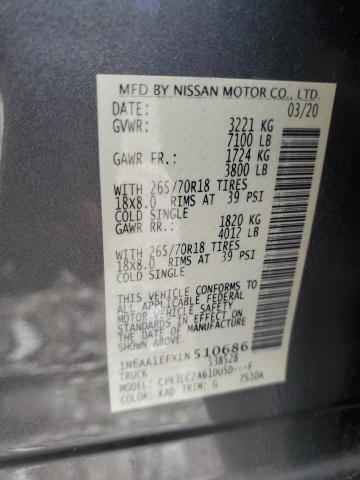 MFD BY NISSAN MOTOR CO., LTD.
DATE: 03/20
GVWR: 3221 KG
7100 LB
GAWR FR.: 1724 KG
3800 LB
WITH 265/70R18 TIRES
18X8.0 RIMS AT 39 PSI
COLD SINGLE
GAWR RR.: 1820 KG
4012 LB
WITH 265/70R18 TIRES
18X8.0 RIMS AT 39 PSI
COLD SINGLE
THIS VEHICLE CONFORMS TO
ALL APPLICABLE FEDERAL
MOTOR VEHICLE SAFETY
STANDARDS IN EFFECT ON
THE DATE OF MANUFACTURE
SHOWN ABOVE.
1N6AA1EFXLN510686
TRUCK 338528
MODEL:
COLOR: KAD TRIM: G